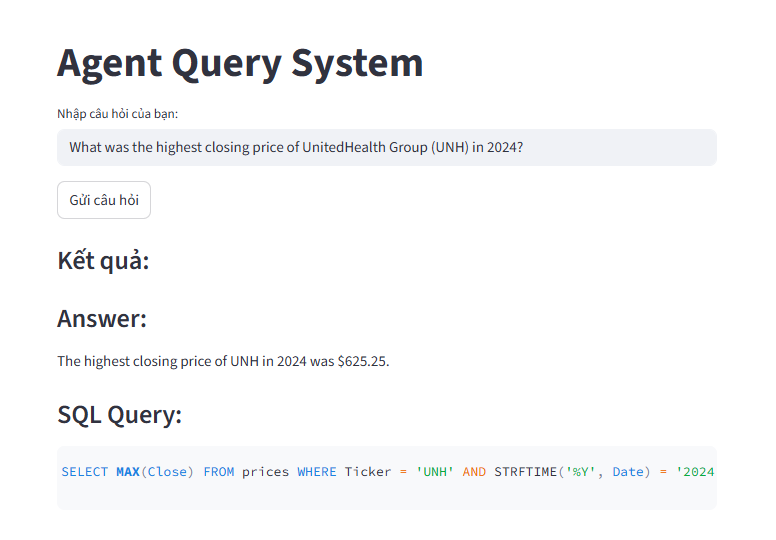 Agent Query System
Nhập câu hỏi của bạn:
What was the highest closing price of UnitedHealth Group (UNH) in 2024?
Gửi câu hỏi
Kết quả:
Answer:
The highest closing price of UNH in 2024 was $625.25.
SQL Query:
SELECT MAX(Close) FROM prices WHERE Ticker = 'UNH' AND STRFTIME('%Y', Date) = '2024